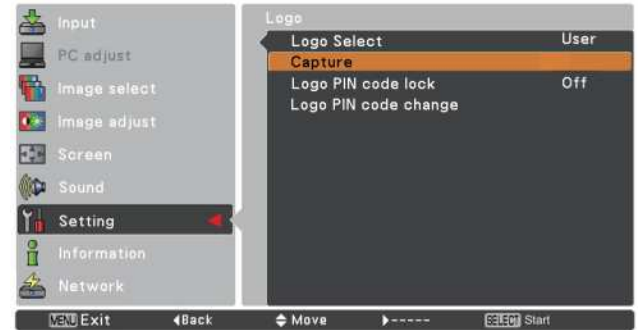 Input
PC adjust
Image select
Image adjust
Screen
Sound
Setting
Information
Network
Logo
Logo Select User
Capture
Logo PIN code lock Off
Logo PIN code change
MENU Exit ◀Back Move ▶----- SELECT Start